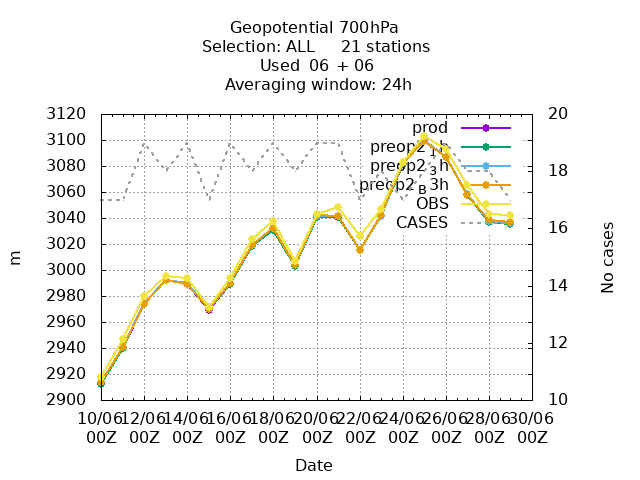 Geopotential 700hPa
Selection: ALL 21 stations
Used 06 + 06
Averaging window: 24h
3120
3100
3080
3060
3040
3020
3000
2980
2960
2940
2920
2900
m
20
18
16
14
12
10
No cases
prod
preop2_1h
preop2_3h
preop2_B3h
OBS
CASES
10/06 12/06 14/06 16/06 18/06 20/06 22/06 24/06 26/06 28/06 30/06
00Z 00Z 00Z 00Z 00Z 00Z 00Z 00Z 00Z 00Z 00Z
Date